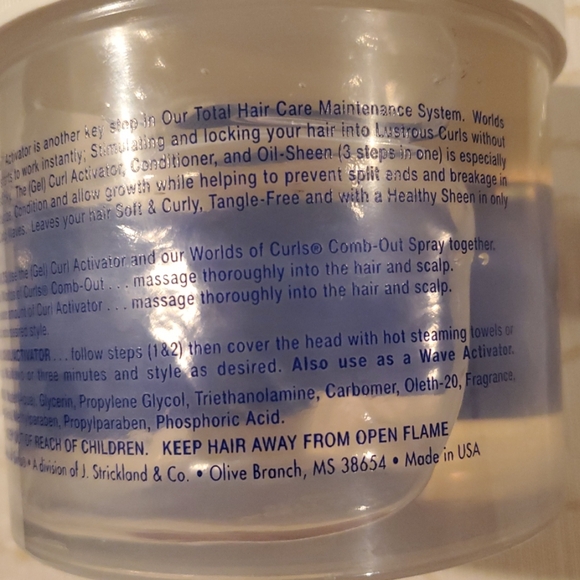 Activator is another key step in Our Total Hair Care Maintenance System. Worlds
to work instantly; Stimulating and locking your hair into Lustrous Curls without
The (Gel) Curl Activator, Conditioner, and Oil-Sheen (3 steps in one) is especially
Condition and allow growth while helping to prevent split ends and breakage in
Leaves your hair Soft & Curly, Tangle-Free and with a Healthy Sheen in only
the (Gel) Curl Activator and our Worlds of Curls® Comb-Out Spray together.
of Curls® Comb-Out . . . massage thoroughly into the hair and scalp.
of Curl Activator . . . massage thoroughly into the hair and scalp.
style.
ACTIVATOR . . . follow steps (1&2) then cover the head with hot steaming towels or
or three minutes and style as desired. Also use as a Wave Activator.
Glycerin, Propylene Glycol, Triethanolamine, Carbomer, Oleth-20, Fragrance,
Propylparaben, Phosphoric Acid.
OF REACH OF CHILDREN. KEEP HAIR AWAY FROM OPEN FLAME
• A division of J. Strickland & Co. • Olive Branch, MS 38654 • Made in USA